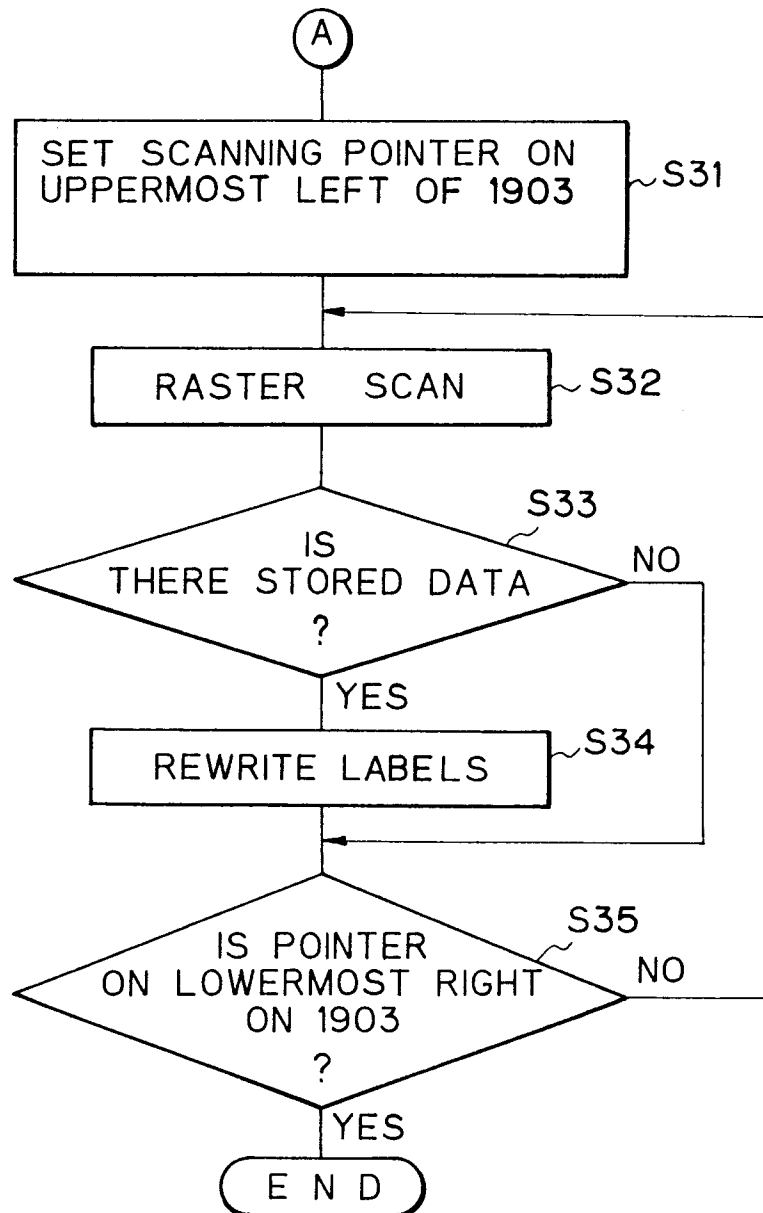 A
SET SCANNING POINTER ON
UPPERMOST LEFT OF 1903
S31
RASTER SCAN
S32
S33
IS
THERE STORED DATA
?
NO
YES
REWRITE LABELS
S34
S35
IS POINTER
ON LOWERMOST RIGHT
ON 1903
?
NO
YES
END